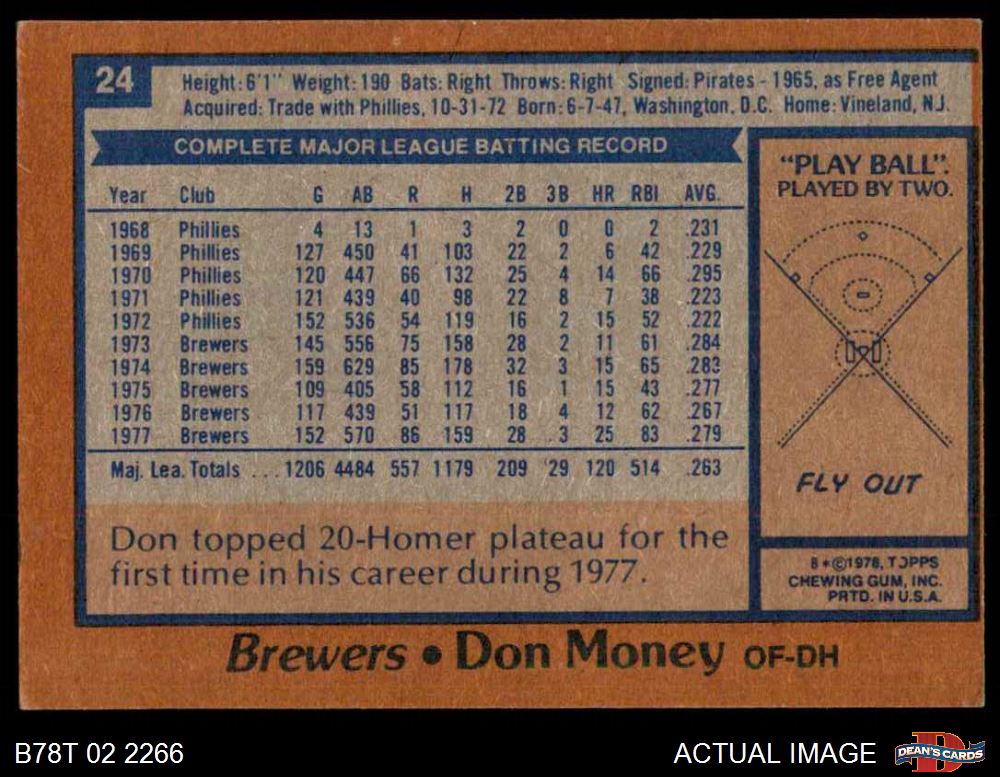 24
Height: 6'1" Weight: 190 Bats: Right Throws: Right Signed: Pirates - 1965, as Free Agent
Acquired: Trade with Phillies, 10-31-72 Born: 6-7-47, Washington, D.C. Home: Vineland, N.J.
COMPLETE MAJOR LEAGUE BATTING RECORD
Year Club G AB R H 2B 3B HR RBI AVG.
1968 Phillies 4 13 1 3 2 0 0 2 .231
1969 Phillies 127 450 41 103 22 2 6 42 .229
1970 Phillies 120 447 66 132 25 4 14 66 .295
1971 Phillies 121 439 40 98 22 8 7 38 .223
1972 Phillies 152 536 54 119 16 2 15 52 .222
1973 Brewers 145 556 75 158 28 2 11 61 .284
1974 Brewers 159 629 85 178 32 3 15 65 .283
1975 Brewers 109 405 58 112 16 1 15 43 .277
1976 Brewers 117 439 51 117 18 4 12 62 .267
1977 Brewers 152 570 86 159 28 3 25 83 .279
Maj. Lea. Totals ... 1206 4484 557 1179 209 29 120 514 .263
Don topped 20-Homer plateau for the
first time in his career during 1977.
"PLAY BALL".
PLAYED BY TWO.
FLY OUT
B*©1978, TOPPS
CHEWING GUM, INC.
PRTD. IN U.S.A.
Brewers • Don Money OF-DH
B78T 02 2266
ACTUAL IMAGE
D
DEAN'S CARDS